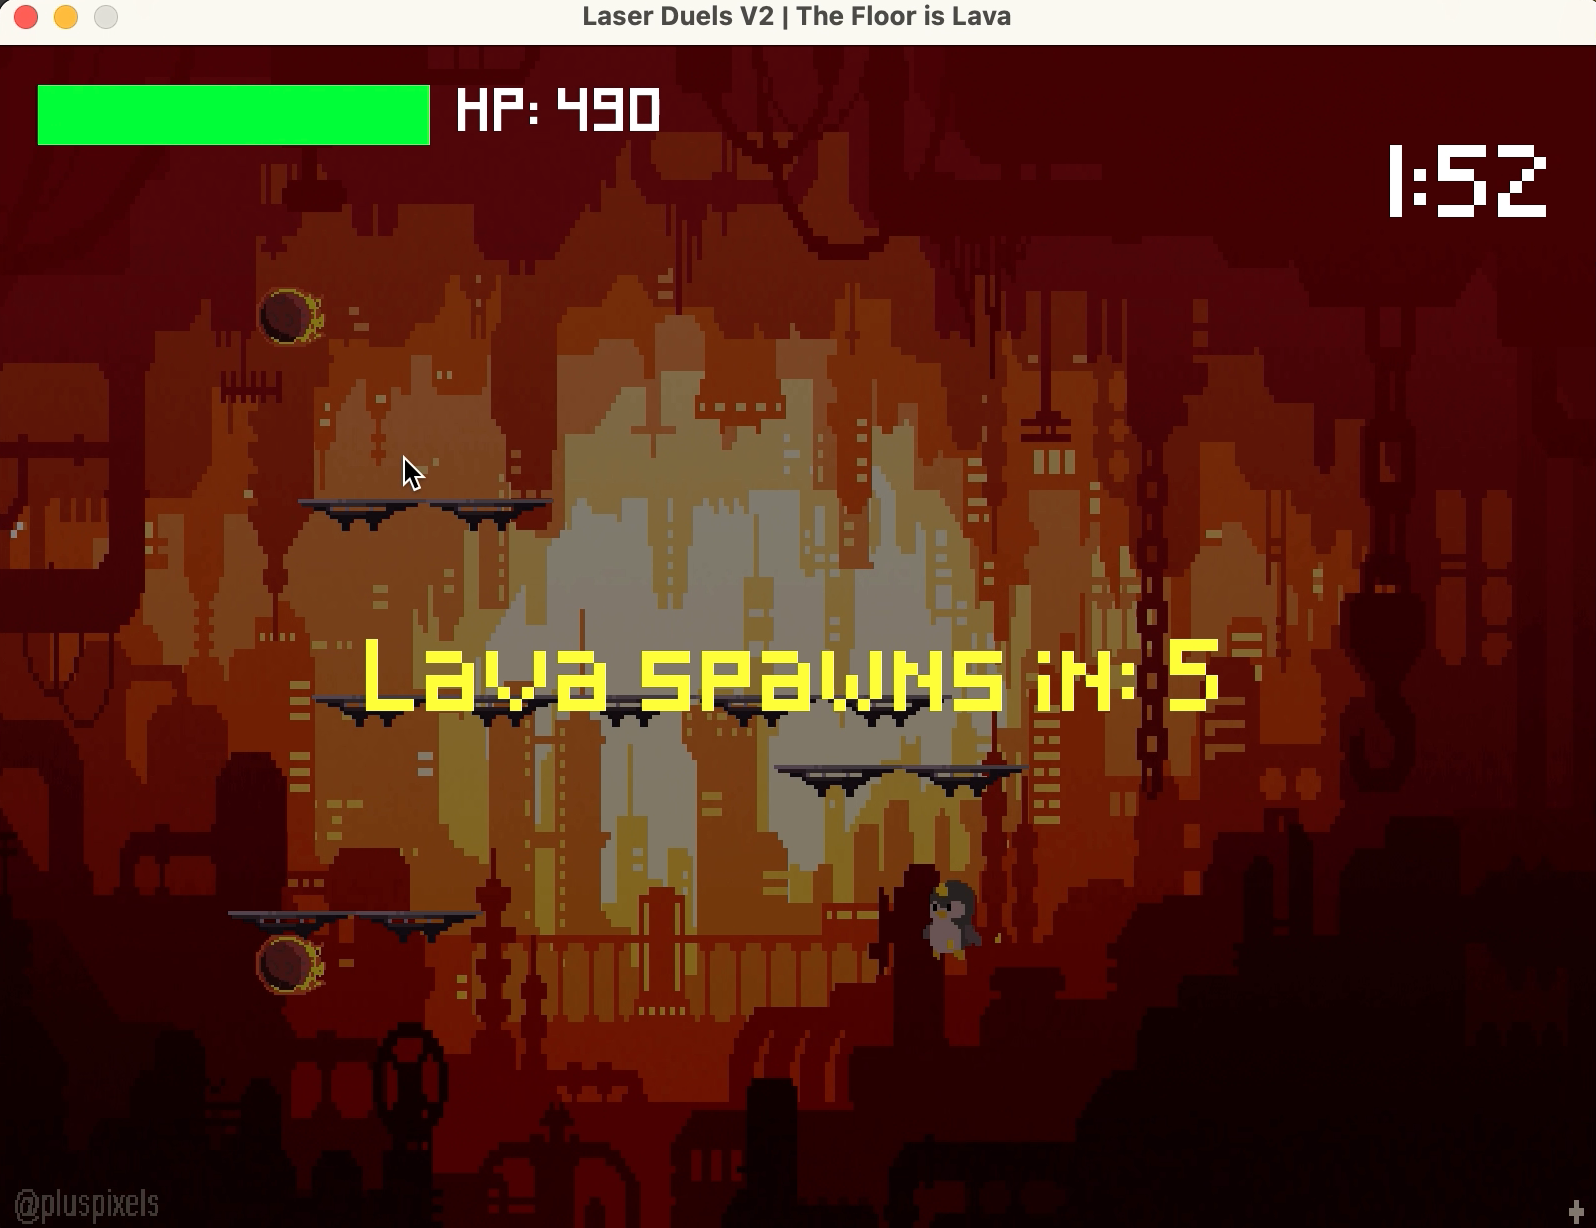 Laser Duels V2 | The Floor is Lava
HP: 490
1:52
Lava spawns in: 5
@pluspixels